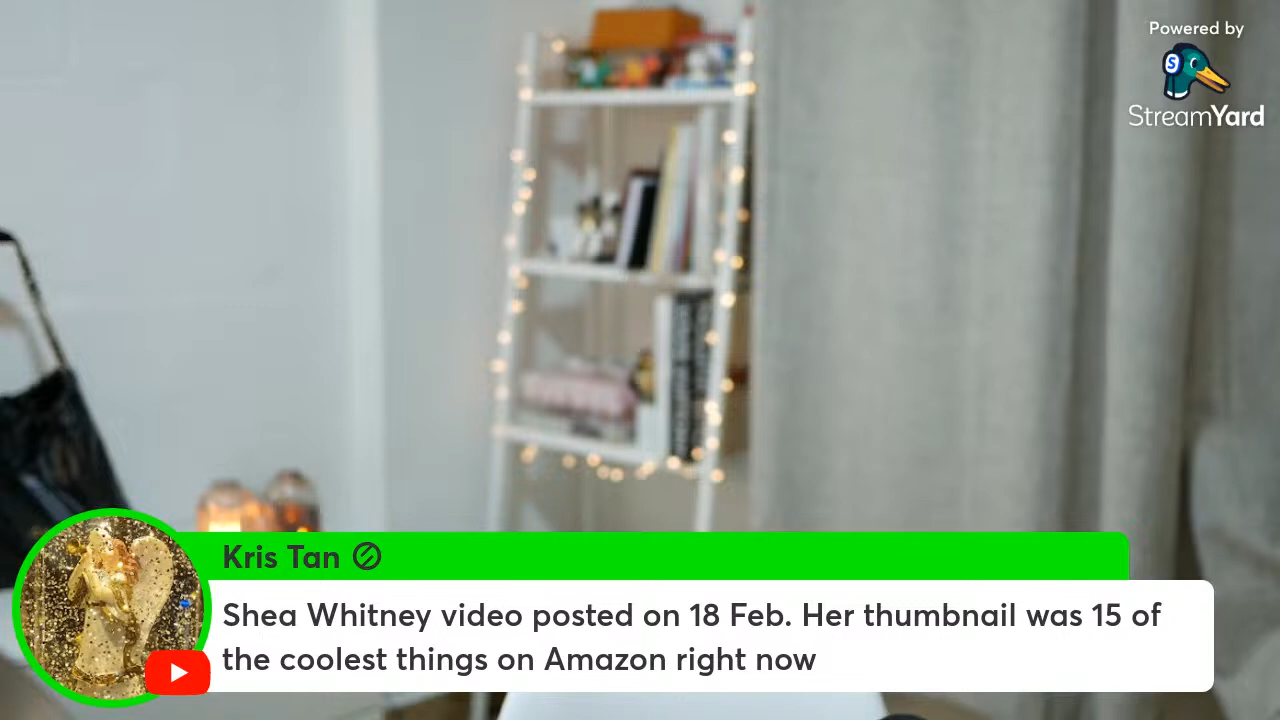 Powered by
StreamYard
Kris Tan
Shea Whitney video posted on 18 Feb. Her thumbnail was 15 of
the coolest things on Amazon right now